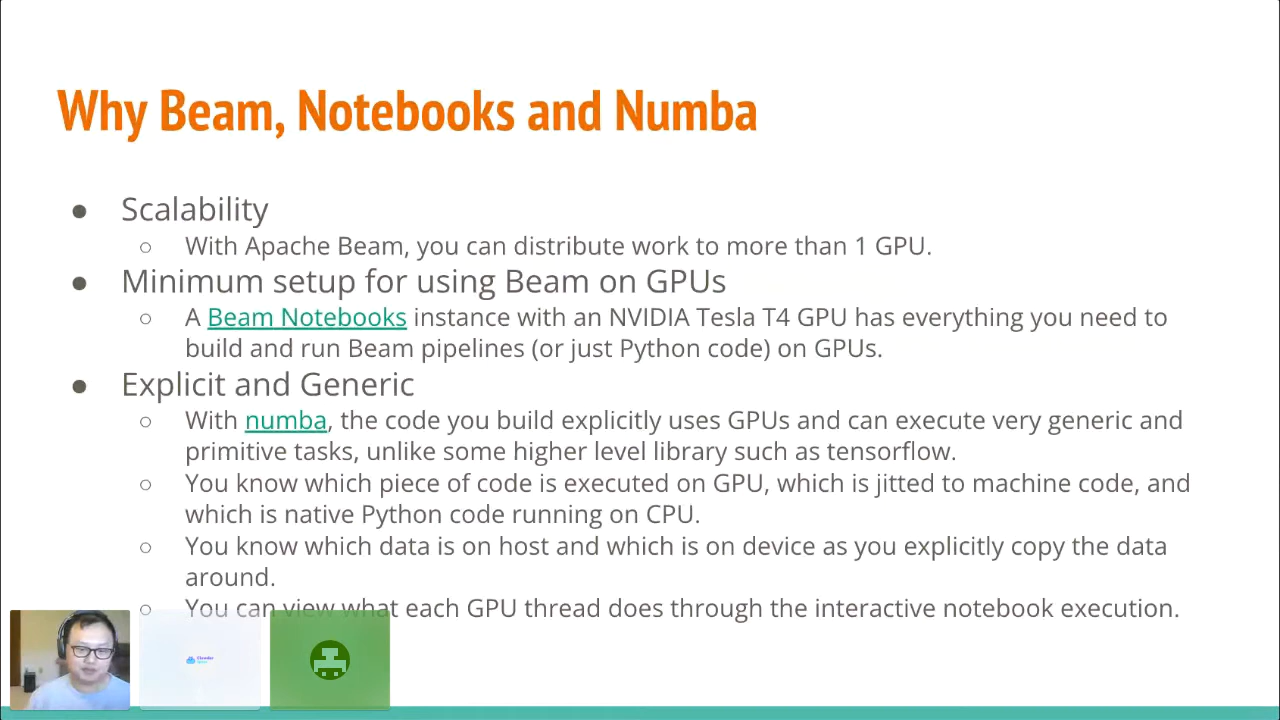 Why Beam, Notebooks and Numba
● Scalability
○ With Apache Beam, you can distribute work to more than 1 GPU.
● Minimum setup for using Beam on GPUs
○ A Beam Notebooks instance with an NVIDIA Tesla T4 GPU has everything you need to
build and run Beam pipelines (or just Python code) on GPUs.
● Explicit and Generic
○ With numba, the code you build explicitly uses GPUs and can execute very generic and
primitive tasks, unlike some higher level library such as tensorflow.
○ You know which piece of code is executed on GPU, which is jitted to machine code, and
which is native Python code running on CPU.
○ You know which data is on host and which is on device as you explicitly copy the data
around.
○ You can view what each GPU thread does through the interactive notebook execution.